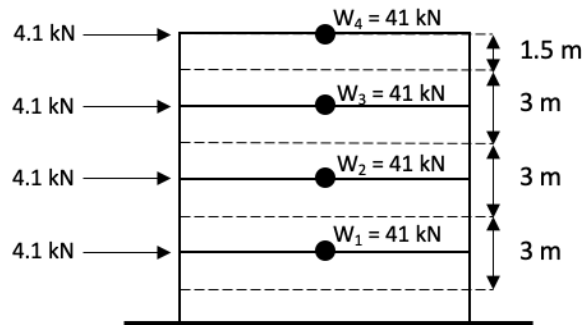 4.1 kN
W₄ = 41 kN
1.5 m
4.1 kN
W₃ = 41 kN
3 m
4.1 kN
W₂ = 41 kN
3 m
4.1 kN
W₁ = 41 kN
3 m